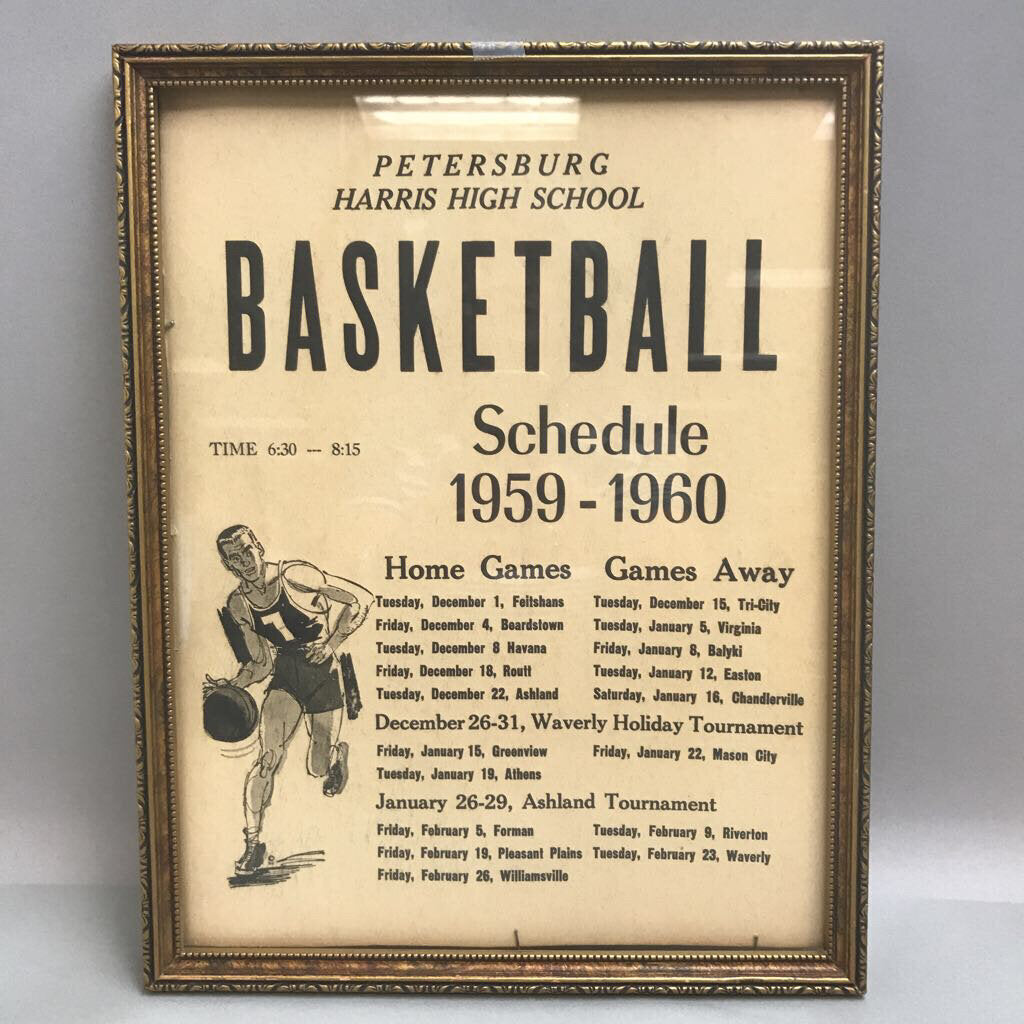 PETERSBURG
HARRIS HIGH SCHOOL
BASKETBALL
Schedule
1959 - 1960
TIME 6:30 --- 8:15
7
Home Games
Tuesday, December 1, Feitshans
Friday, December 4, Beardstown
Tuesday, December 8 Havana
Friday, December 18, Routt
Tuesday, December 22, Ashland
Games Away
Tuesday, December 15, Tri-City
Tuesday, January 5, Virginia
Friday, January 8, Balyki
Tuesday, January 12, Easton
Saturday, January 16, Chandlerville
December 26-31, Waverly Holiday Tournament
Friday, January 15, Greenview
Tuesday, January 19, Athens
Friday, January 22, Mason City
January 26-29, Ashland Tournament
Friday, February 5, Forman
Friday, February 19, Pleasant Plains
Friday, February 26, Williamsville
Tuesday, February 9, Riverton
Tuesday, February 23, Waverly